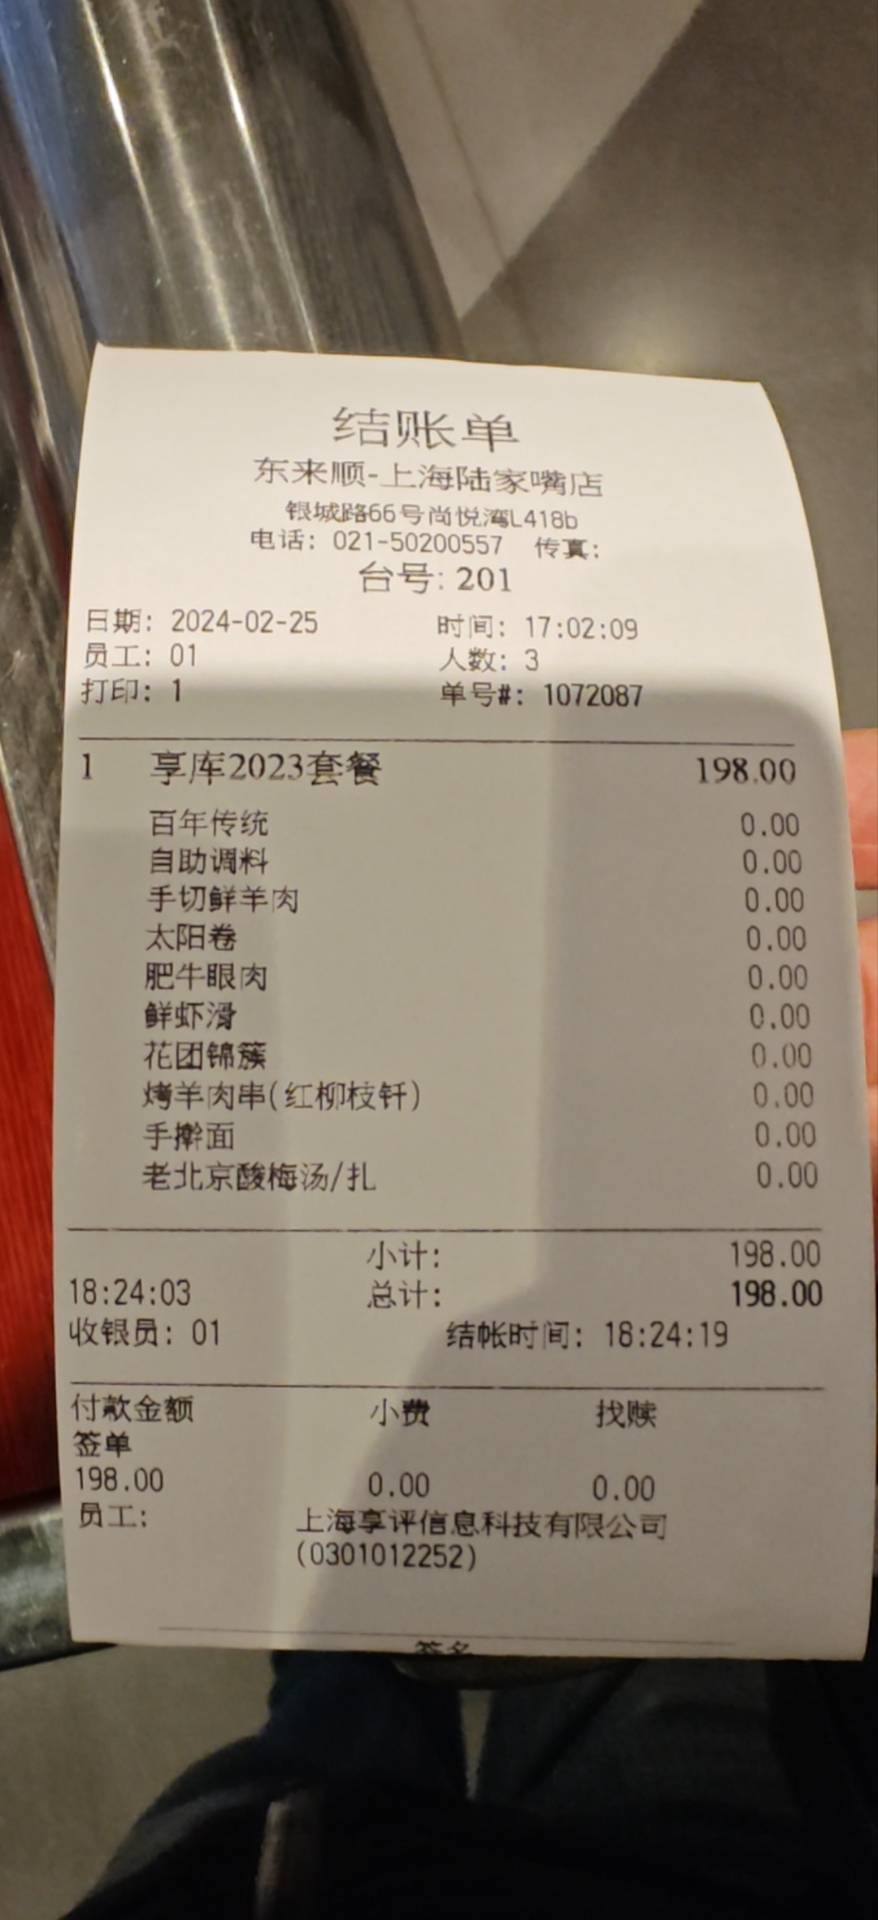 结账单
东来顺-上海陆家嘴店
银城路66号尚悦湾L418b
电话: 021-50200557 传真:
台号: 201
日期: 2024-02-25 时间: 17:02:09
员工: 01 人数: 3
打印: 1 单号#: 1072087
1 享库2023套餐 198.00
百年传统 0.00
自助调料 0.00
手切鲜羊肉 0.00
太阳卷 0.00
肥牛眼肉 0.00
鲜虾滑 0.00
花团锦簇 0.00
烤羊肉串(红柳枝钎) 0.00
手擀面 0.00
老北京酸梅汤/扎 0.00
小计: 198.00
18:24:03 总计: 198.00
收银员: 01 结帐时间: 18:24:19
付款金额 小费 找赎
签单
198.00 0.00 0.00
员工: 上海享评信息科技有限公司
(0301012252)
签名